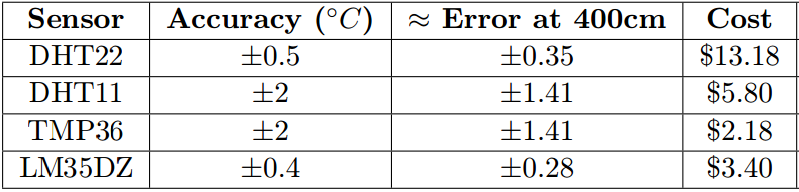 Sensor Accuracy (°C) ≈ Error at 400cm Cost
DHT22 ±0.5 ±0.35 $13.18
DHT11 ±2 ±1.41 $5.80
TMP36 ±2 ±1.41 $2.18
LM35DZ ±0.4 ±0.28 $3.40